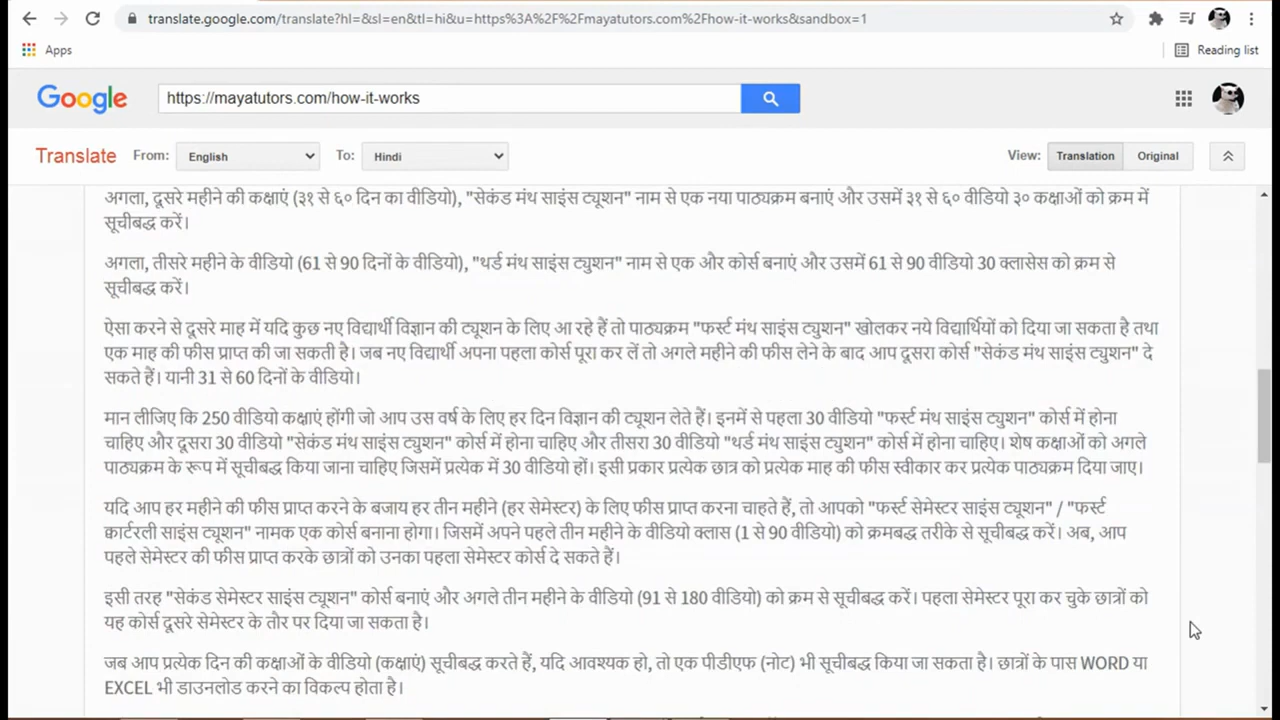 translate.google.com/translate?hl=&sl=en&tl=hi&u=https%3A%2F%2Fmayatutors.com%2Fhow-it-works&sandbox=1
Apps
Reading list
Google
https://mayatutors.com/how-it-works
Translate From: English To: Hindi View: Translation Original
अगला, दूसरे महीने की कक्षाएं (३१ से ६० दिन का वीडियो), "सेकंड मंथ साइंस ट्यूशन" नाम से एक नया पाठ्यक्रम बनाएं और उसमें ३१ से ६० वीडियो ३० कक्षाओं को क्रम में
सूचीबद्ध करें।
अगला, तीसरे महीने के वीडियो (61 से 90 दिनों के वीडियो), "थर्ड मंथ साइंस ट्युशन" नाम से एक और कोर्स बनाएं और उसमें 61 से 90 वीडियो 30 क्लासेस को क्रम से
सूचीबद्ध करें।
ऐसा करने से दूसरे माह में यदि कुछ नए विद्यार्थी विज्ञान की ट्यूशन के लिए आ रहे हैं तो पाठ्यक्रम "फर्स्ट मंथ साइंस ट्युशन" खोलकर नये विद्यार्थियों को दिया जा सकता है तथा
एक माह की फीस प्राप्त की जा सकती है। जब नए विद्यार्थी अपना पहला कोर्स पूरा कर लें तो अगले महीने की फीस लेने के बाद आप दूसरा कोर्स "सेकंड मंथ साइंस ट्युशन" दे
सकते हैं। यानी 31 से 60 दिनों के वीडियो।
मान लीजिए कि 250 वीडियो कक्षाएं होंगी जो आप उस वर्ष के लिए हर दिन विज्ञान की ट्यूशन लेते हैं। इनमें से पहला 30 वीडियो "फर्स्ट मंथ साइंस ट्युशन" कोर्स में होना
चाहिए और दूसरा 30 वीडियो "सेकंड मंथ साइंस ट्युशन" कोर्स में होना चाहिए और तीसरा 30 वीडियो "थर्ड मंथ साइंस ट्युशन" कोर्स में होना चाहिए। शेष कक्षाओं को अगले
पाठ्यक्रम के रूप में सूचीबद्ध किया जाना चाहिए जिसमें प्रत्येक में 30 वीडियो हों। इसी प्रकार प्रत्येक छात्र को प्रत्येक माह की फीस स्वीकार कर प्रत्येक पाठ्यक्रम दिया जाए।
यदि आप हर महीने की फीस प्राप्त करने के बजाय हर तीन महीने (हर सेमेस्टर) के लिए फीस प्राप्त करना चाहते हैं, तो आपको "फर्स्ट सेमेस्टर साइंस ट्यूशन" / "फर्स्ट
क्वार्टरली साइंस ट्यूशन" नामक एक कोर्स बनाना होगा। जिसमें अपने पहले तीन महीने के वीडियो क्लास (1 से 90 वीडियो) को क्रमबद्ध तरीके से सूचीबद्ध करें। अब, आप
पहले सेमेस्टर की फीस प्राप्त करके छात्रों को उनका पहला सेमेस्टर कोर्स दे सकते हैं।
इसी तरह "सेकंड सेमेस्टर साइंस ट्यूशन" कोर्स बनाएं और अगले तीन महीने के वीडियो (91 से 180 वीडियो) को क्रम से सूचीबद्ध करें। पहला सेमेस्टर पूरा कर चुके छात्रों को
यह कोर्स दूसरे सेमेस्टर के तौर पर दिया जा सकता है।
जब आप प्रत्येक दिन की कक्षाओं के वीडियो (कक्षाएं) सूचीबद्ध करते हैं, यदि आवश्यक हो, तो एक पीडीएफ (नोट) भी सूचीबद्ध किया जा सकता है। छात्रों के पास WORD या
EXCEL भी डाउनलोड करने का विकल्प होता है।